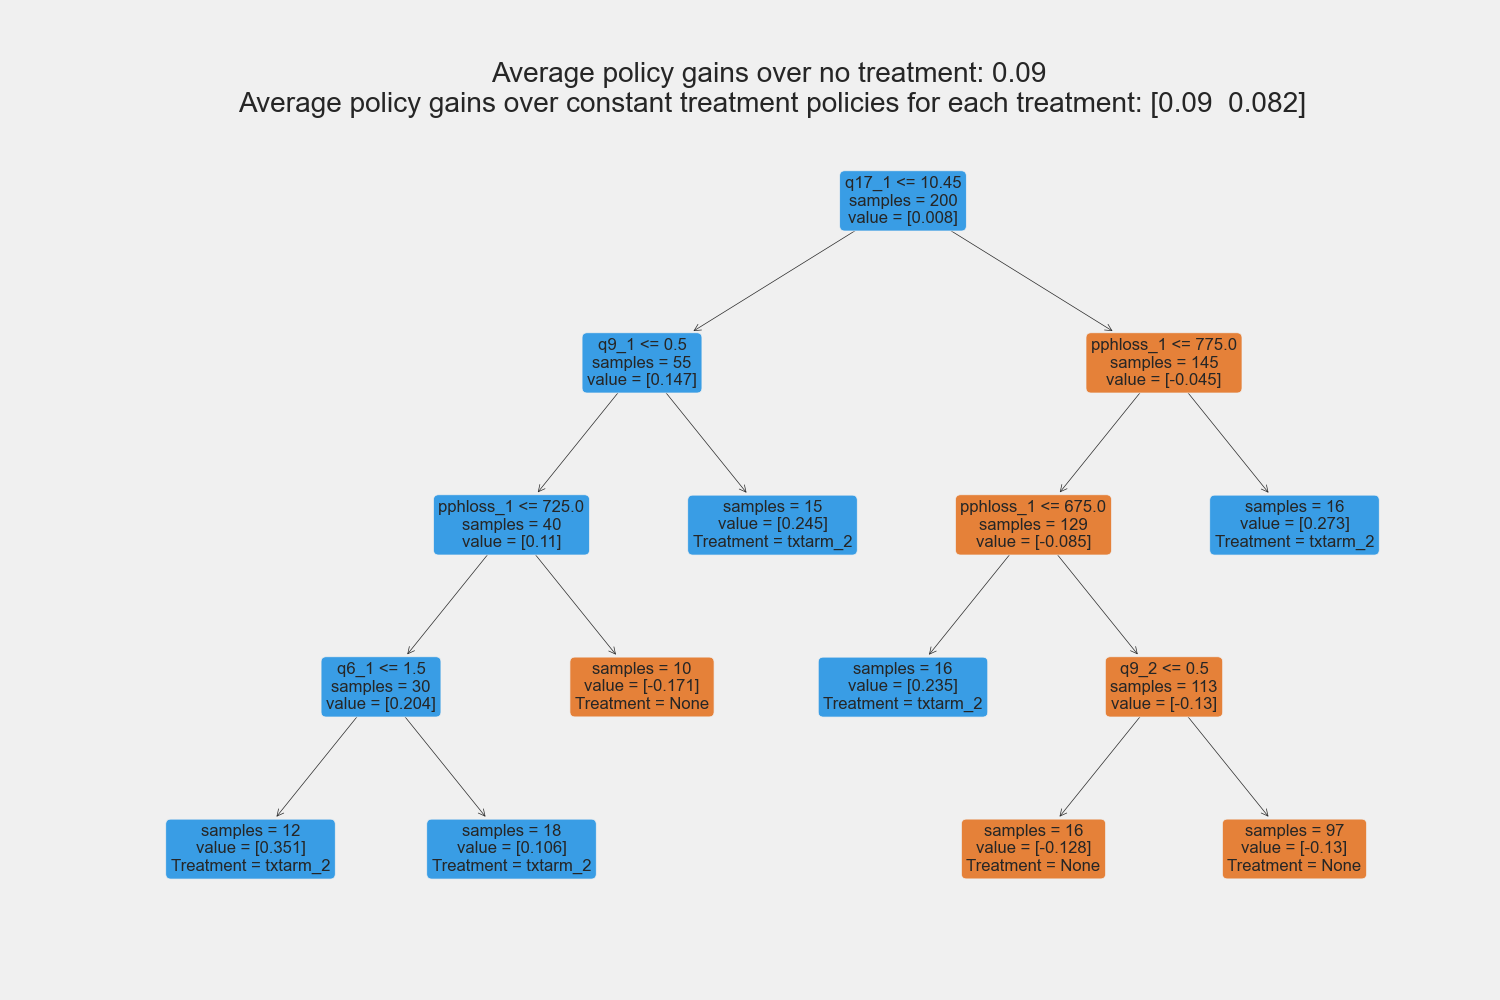 Average policy gains over no treatment: 0.09
Average policy gains over constant treatment policies for each treatment: [0.09  0.082]
q17_1 <= 10.45
samples = 200
value = [0.008]
q9_1 <= 0.5
samples = 55
value = [0.147]
pphloss_1 <= 775.0
samples = 145
value = [-0.045]
pphloss_1 <= 725.0
samples = 40
value = [0.11]
samples = 15
value = [0.245]
Treatment = txtarm_2
pphloss_1 <= 675.0
samples = 129
value = [-0.085]
samples = 16
value = [0.273]
Treatment = txtarm_2
q6_1 <= 1.5
samples = 30
value = [0.204]
samples = 10
value = [-0.171]
Treatment = None
samples = 16
value = [0.235]
Treatment = txtarm_2
q9_2 <= 0.5
samples = 113
value = [-0.13]
samples = 12
value = [0.351]
Treatment = txtarm_2
samples = 18
value = [0.106]
Treatment = txtarm_2
samples = 16
value = [-0.128]
Treatment = None
samples = 97
value = [-0.13]
Treatment = None